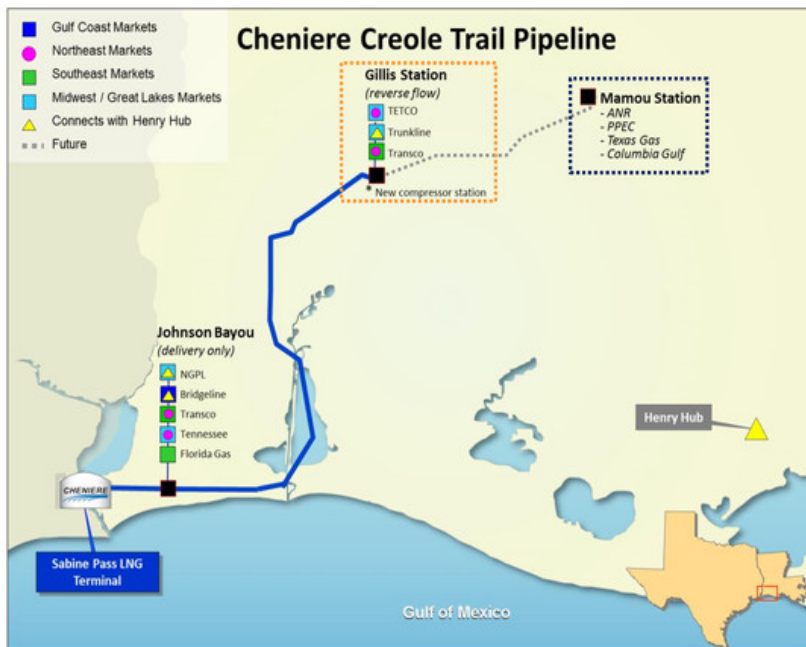 Cheniere Creole Trail Pipeline
Gulf Coast Markets
Northeast Markets
Southeast Markets
Midwest / Great Lakes Markets
Connects with Henry Hub
Future
Gillis Station
(reverse flow)
TETCO
Trunkline
Transco
* New compressor station
Mamou Station
- ANR
- PPEC
- Texas Gas
- Columbia Gulf
Johnson Bayou
(delivery only)
NGPL
Bridgeline
Transco
Tennessee
Florida Gas
Henry Hub
CHENIERE
Sabine Pass LNG
Terminal
Gulf of Mexico